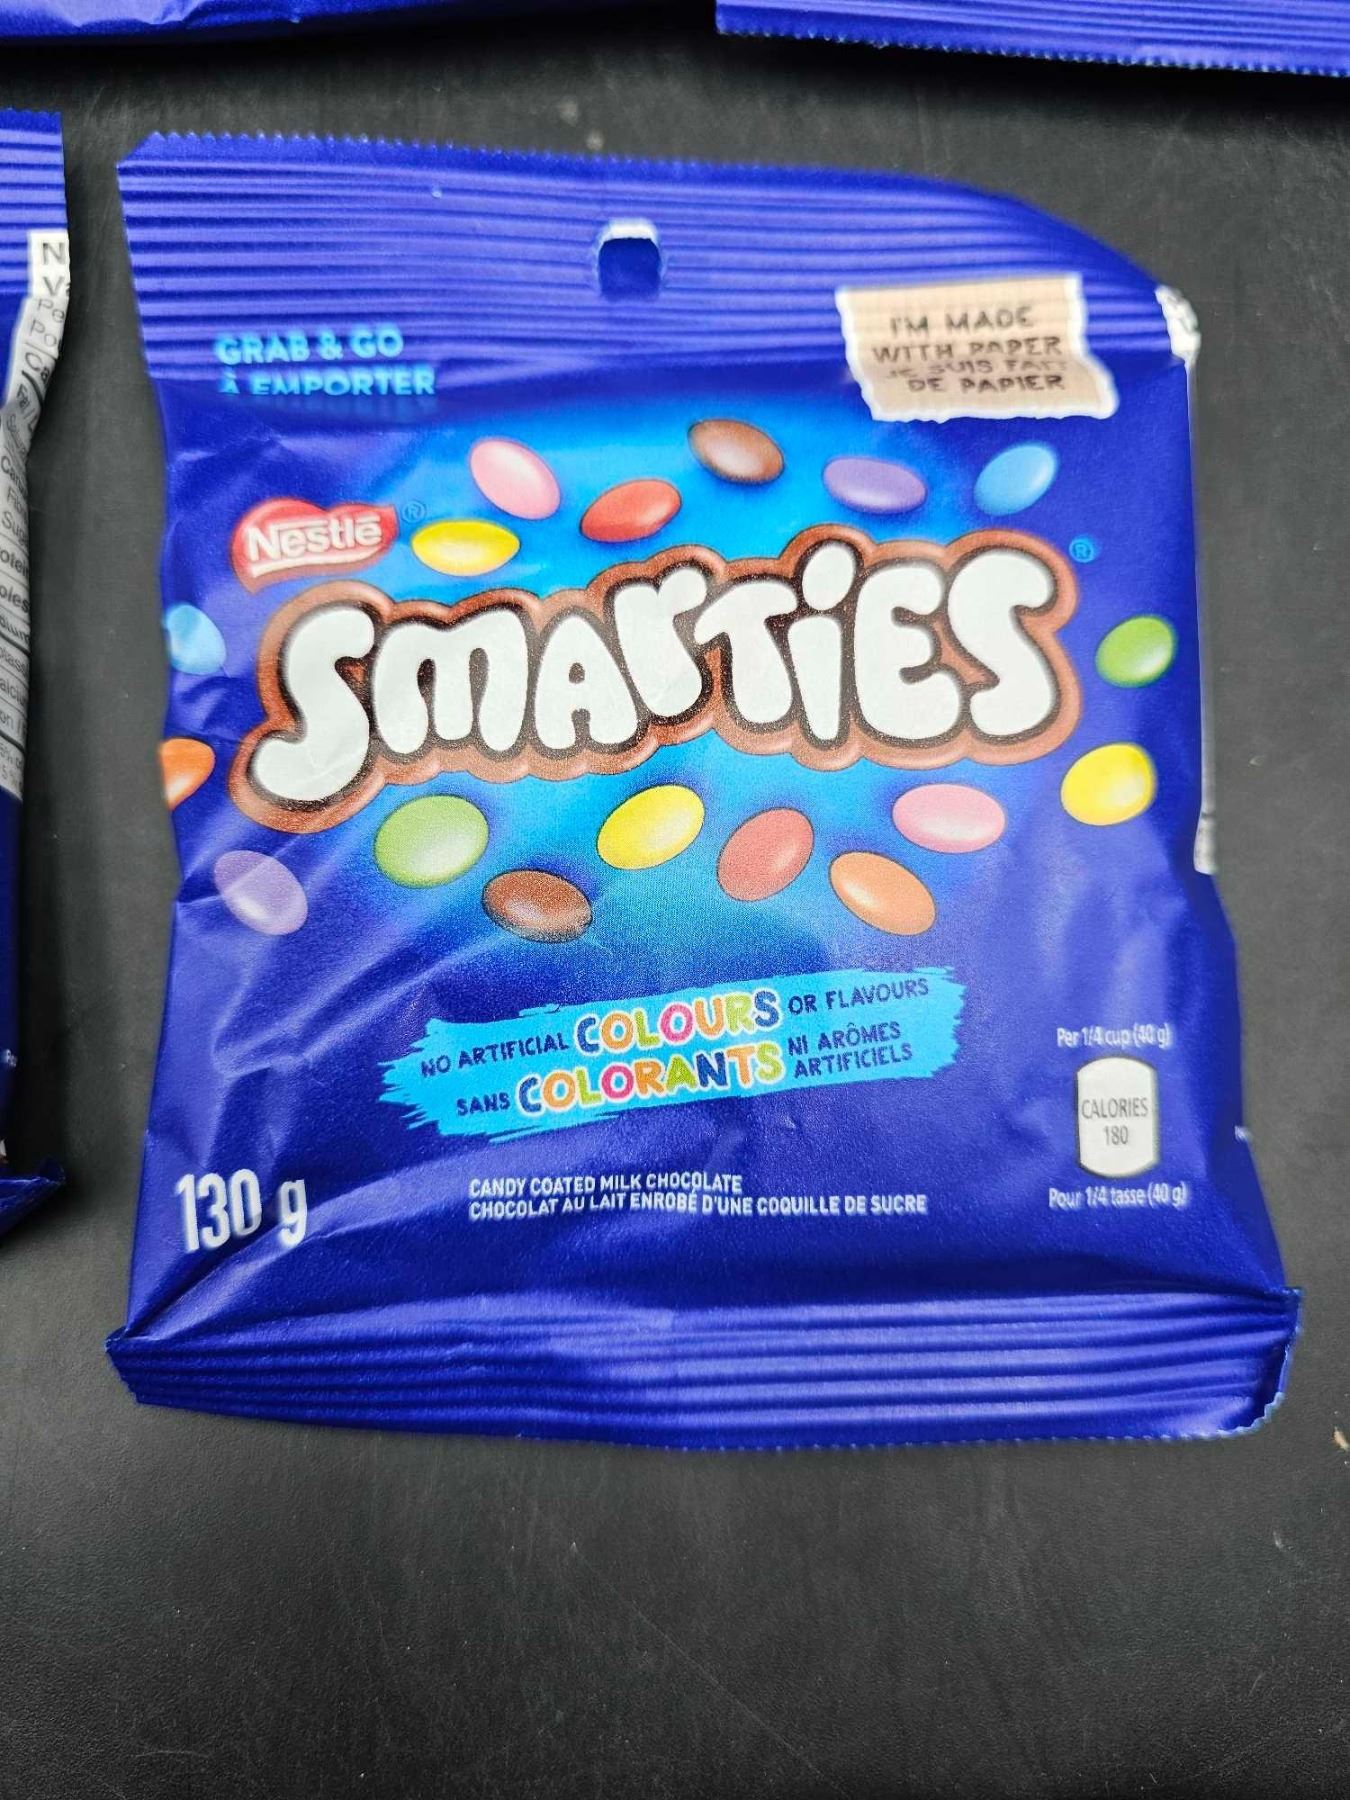 GRAB & GO
À EMPORTER
I'M MADE
WITH PAPER
JE SUIS FAIT
DE PAPIER
Nestlé ®
SMARTIES ®
NO ARTIFICIAL COLOURS OR FLAVOURS
SANS COLORANTS NI ARÔMES
ARTIFICIELS
Per 1/4 cup (40 g)
CALORIES
180
Pour 1/4 tasse (40 g)
130 g
CANDY COATED MILK CHOCOLATE
CHOCOLAT AU LAIT ENROBÉ D'UNE COQUILLE DE SUCRE